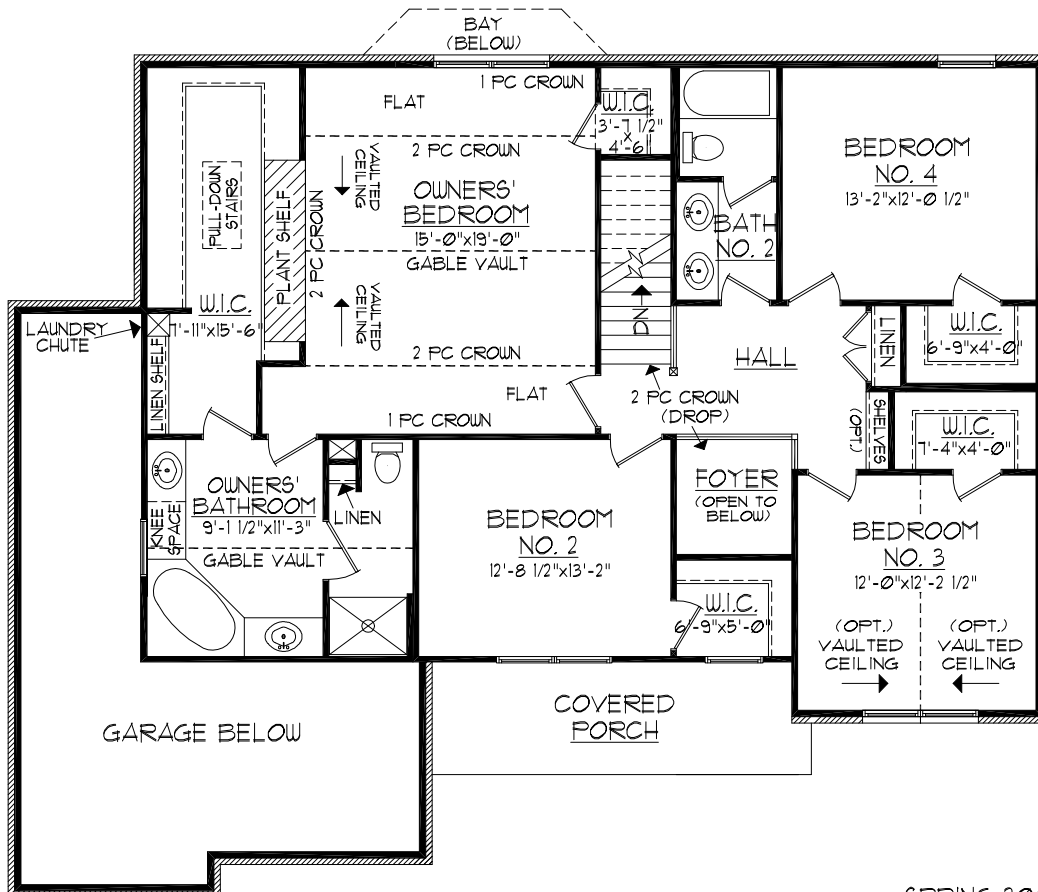 BAY
(BELOW)
1 PC CROWN
FLAT
W.I.C.
3'-7 1/2"
x
4'-6"
2 PC CROWN
VAULTED
CEILING
OWNERS'
BEDROOM
15'-0"x19'-0"
GABLE VAULT
PULL-DOWN
STAIRS
PLANT SHELF
2 PC CROWN
VAULTED
CEILING
W.I.C.
7'-11"x15'-6"
LAUNDRY
CHUTE
LINEN SHELF
2 PC CROWN
FLAT
1 PC CROWN
DN
BATH
NO. 2
BEDROOM
NO. 4
13'-2"x12'-0 1/2"
HALL
LINEN
W.I.C.
6'-9"x4'-0"
2 PC CROWN
(DROP)
(OPT.)
SHELVES
W.I.C.
7'-4"x4'-0"
FOYER
(OPEN TO
BELOW)
OWNERS'
BATHROOM
9'-1 1/2"x11'-3"
LINEN
KNEE
SPACE
GABLE VAULT
BEDROOM
NO. 2
12'-8 1/2"x13'-2"
W.I.C.
6'-9"x5'-0"
BEDROOM
NO. 3
12'-0"x12'-2 1/2"
(OPT.)
VAULTED
CEILING
(OPT.)
VAULTED
CEILING
COVERED
PORCH
GARAGE BELOW